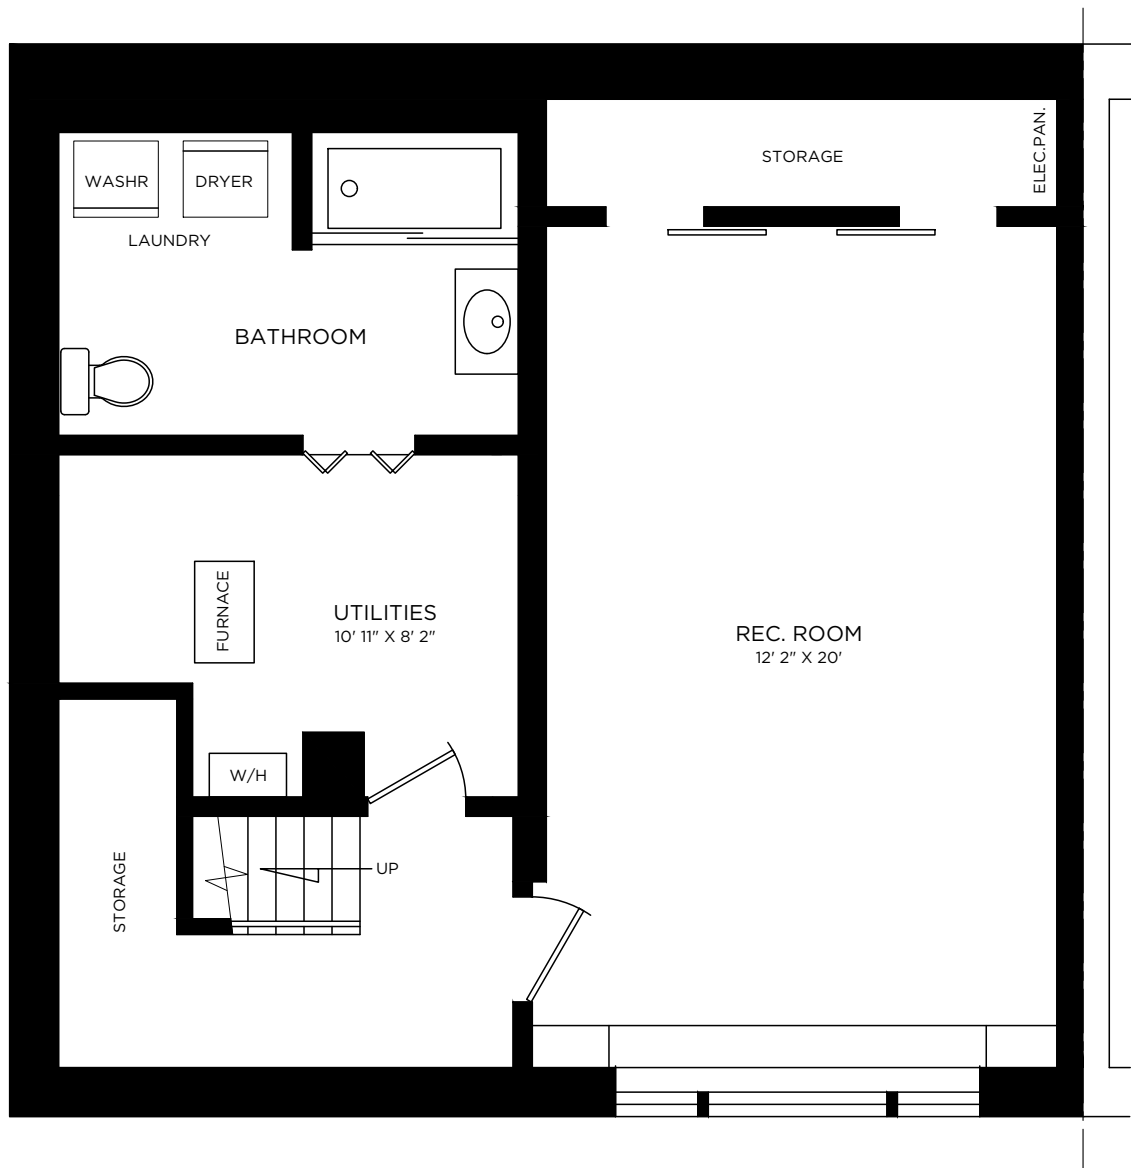 STORAGE
ELEC.PAN.
WASHR
DRYER
LAUNDRY
BATHROOM
FURNACE
UTILITIES
10' 11" X 8' 2"
REC. ROOM
12' 2" X 20'
W/H
UP
STORAGE